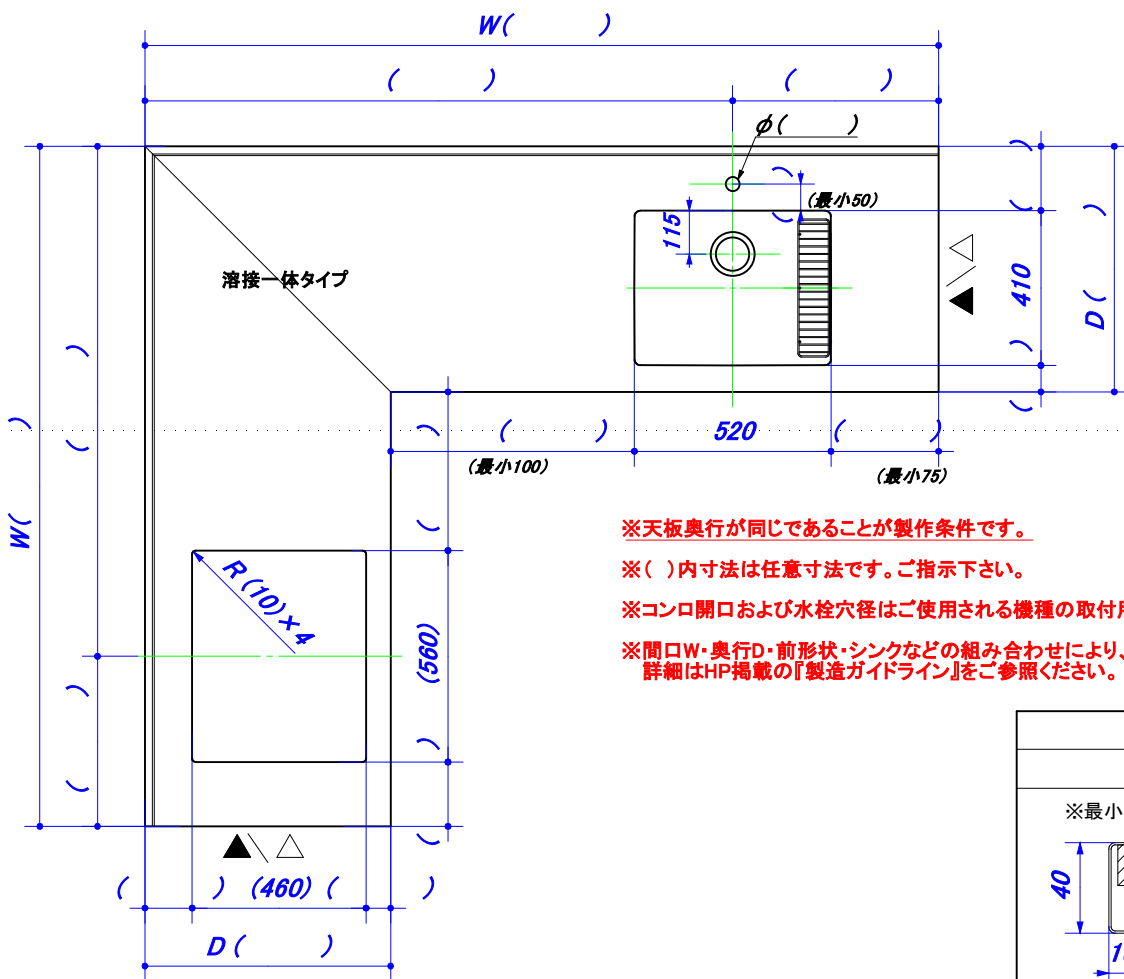 W(　　　)
(　　　) (　　　)
φ(　　　)
(　) (最小50)
115
溶接一体タイプ
△
▲
(　)
410
(　)
D(　　　)
W(　　　)
(　　　)
(　　　)
(　　　) 520 (　　　)
(最小100) (最小75)
※天板奥行が同じであることが製作条件です。
※(　)内寸法は任意寸法です。ご指示下さい。
※コンロ開口および水栓穴径はご使用される機種の取付
※間口W・奥行D・前形状・シンクなどの組み合わせにより、
詳細はHP掲載の『製造ガイドライン』をご参照ください。
R(10)×4
(　　　)
(560)
(　　　)
▲ △
(　　　) (460) (　　　)
D(　　　)
※最小
40